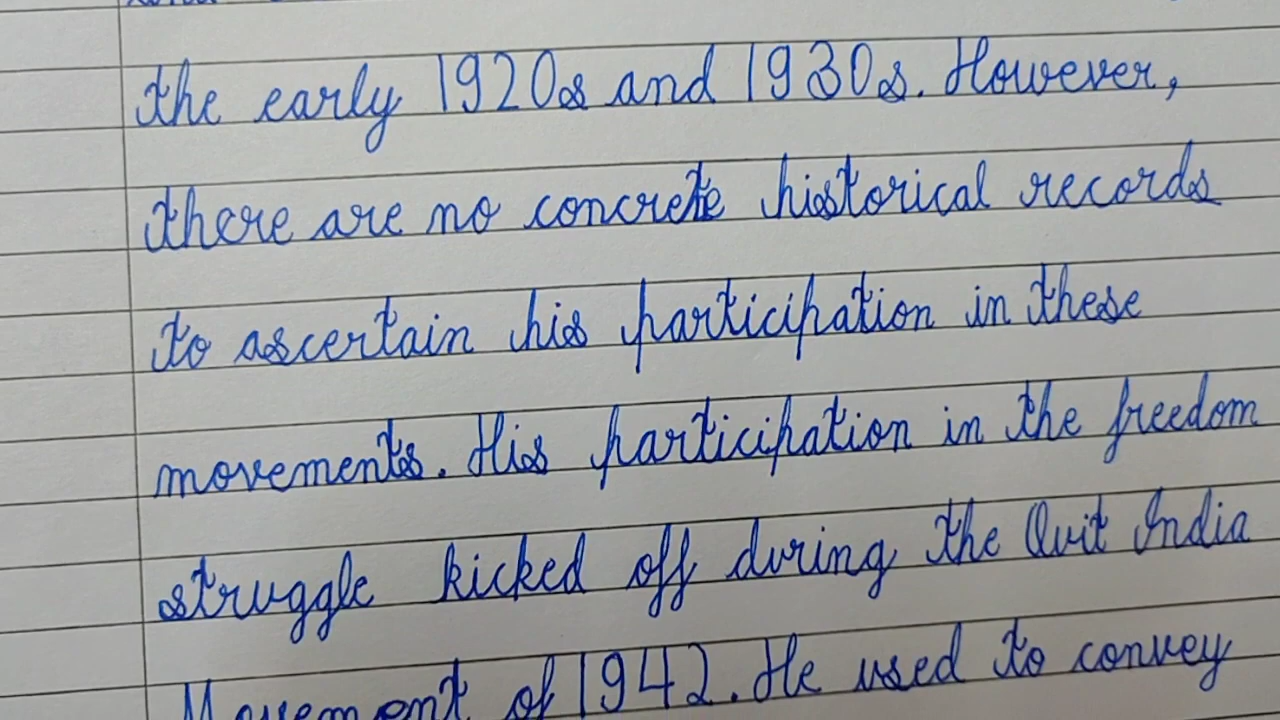 the early 1920s and 1930s. However,
there are no concrete historical records
to ascertain his participation in these
movements. His participation in the freedom
struggle kicked off during the Quit India
Movement of 1942. He used to convey